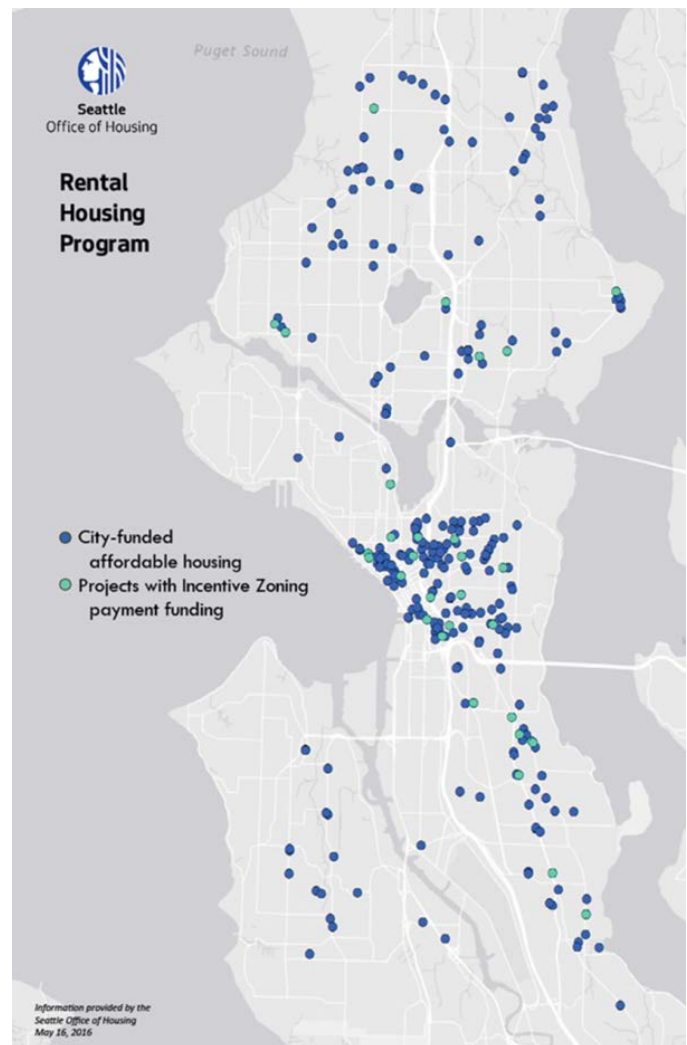 Puget Sound
Seattle
Office of Housing
Rental
Housing
Program
City-funded
affordable housing
Projects with Incentive Zoning
payment funding
Information provided by the
Seattle Office of Housing
May 16, 2016